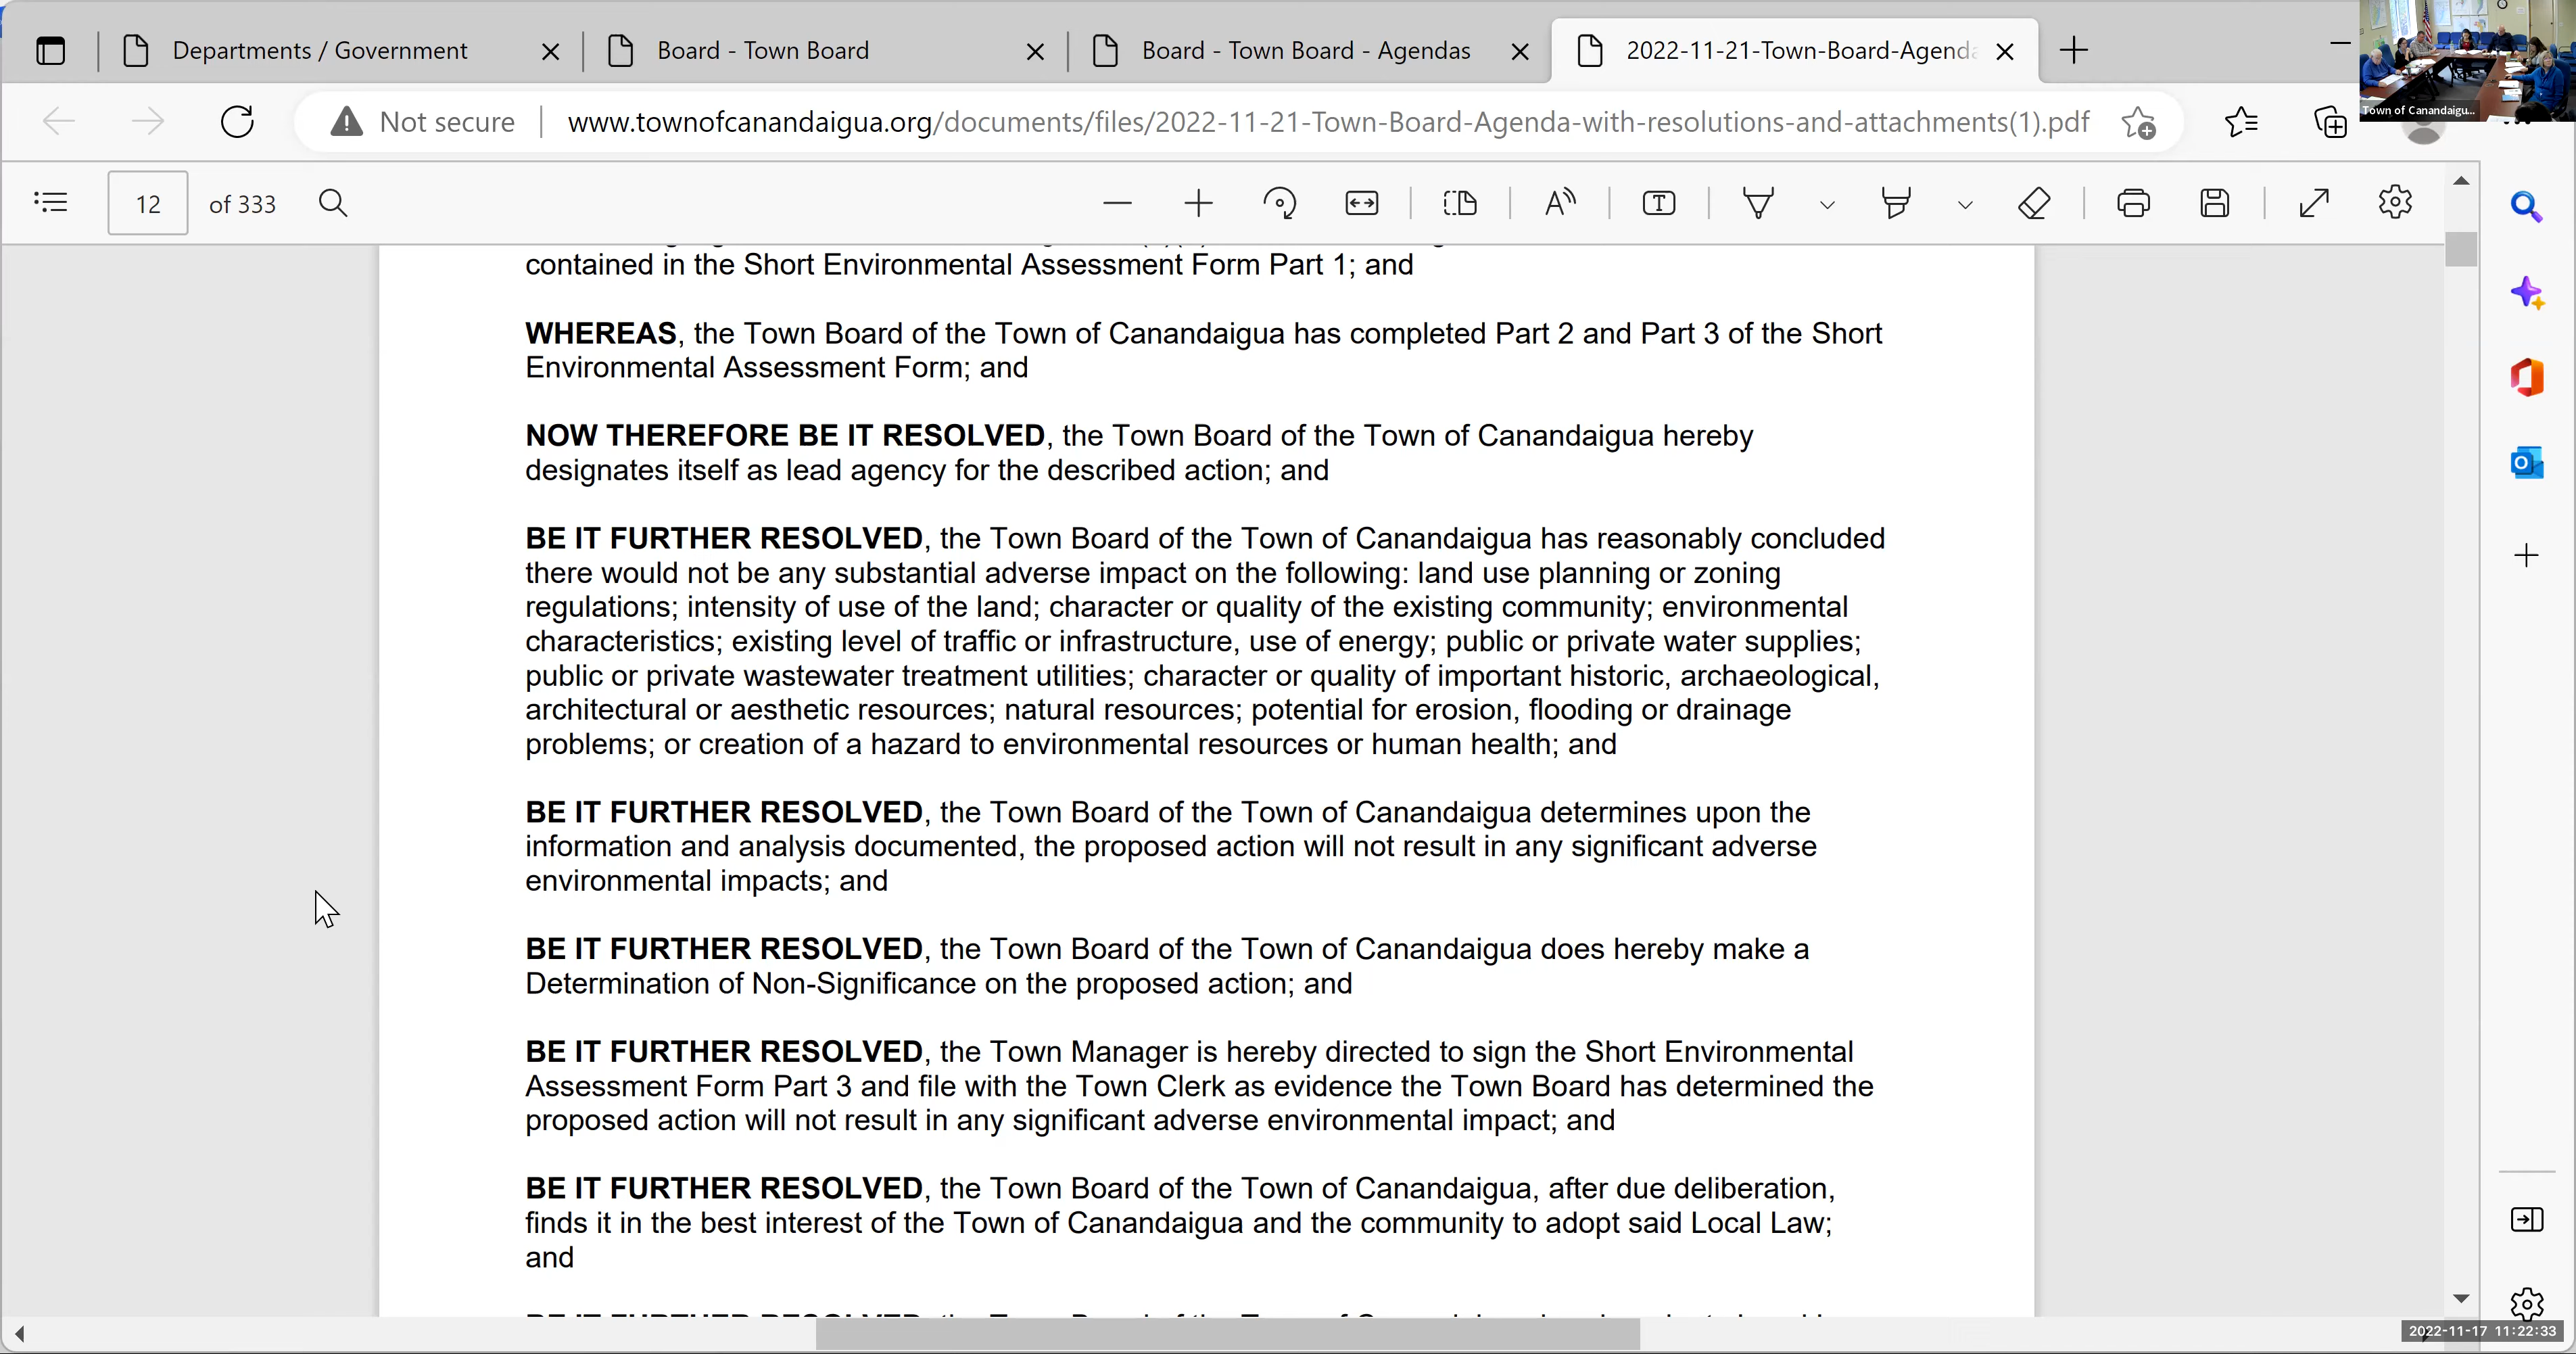 Departments / Government
Board - Town Board
Board - Town Board - Agendas
2022-11-21-Town-Board-Agenda
Town of Canandaigu...
Not secure
www.townofcanandaigua.org/documents/files/2022-11-21-Town-Board-Agenda-with-resolutions-and-attachments(1).pdf
12 of 333
contained in the Short Environmental Assessment Form Part 1; and
WHEREAS, the Town Board of the Town of Canandaigua has completed Part 2 and Part 3 of the Short
Environmental Assessment Form; and
NOW THEREFORE BE IT RESOLVED, the Town Board of the Town of Canandaigua hereby
designates itself as lead agency for the described action; and
BE IT FURTHER RESOLVED, the Town Board of the Town of Canandaigua has reasonably concluded
there would not be any substantial adverse impact on the following: land use planning or zoning
regulations; intensity of use of the land; character or quality of the existing community; environmental
characteristics; existing level of traffic or infrastructure, use of energy; public or private water supplies;
public or private wastewater treatment utilities; character or quality of important historic, archaeological,
architectural or aesthetic resources; natural resources; potential for erosion, flooding or drainage
problems; or creation of a hazard to environmental resources or human health; and
BE IT FURTHER RESOLVED, the Town Board of the Town of Canandaigua determines upon the
information and analysis documented, the proposed action will not result in any significant adverse
environmental impacts; and
BE IT FURTHER RESOLVED, the Town Board of the Town of Canandaigua does hereby make a
Determination of Non-Significance on the proposed action; and
BE IT FURTHER RESOLVED, the Town Manager is hereby directed to sign the Short Environmental
Assessment Form Part 3 and file with the Town Clerk as evidence the Town Board has determined the
proposed action will not result in any significant adverse environmental impact; and
BE IT FURTHER RESOLVED, the Town Board of the Town of Canandaigua, after due deliberation,
finds it in the best interest of the Town of Canandaigua and the community to adopt said Local Law;
and
2022-11-17 11:22:33